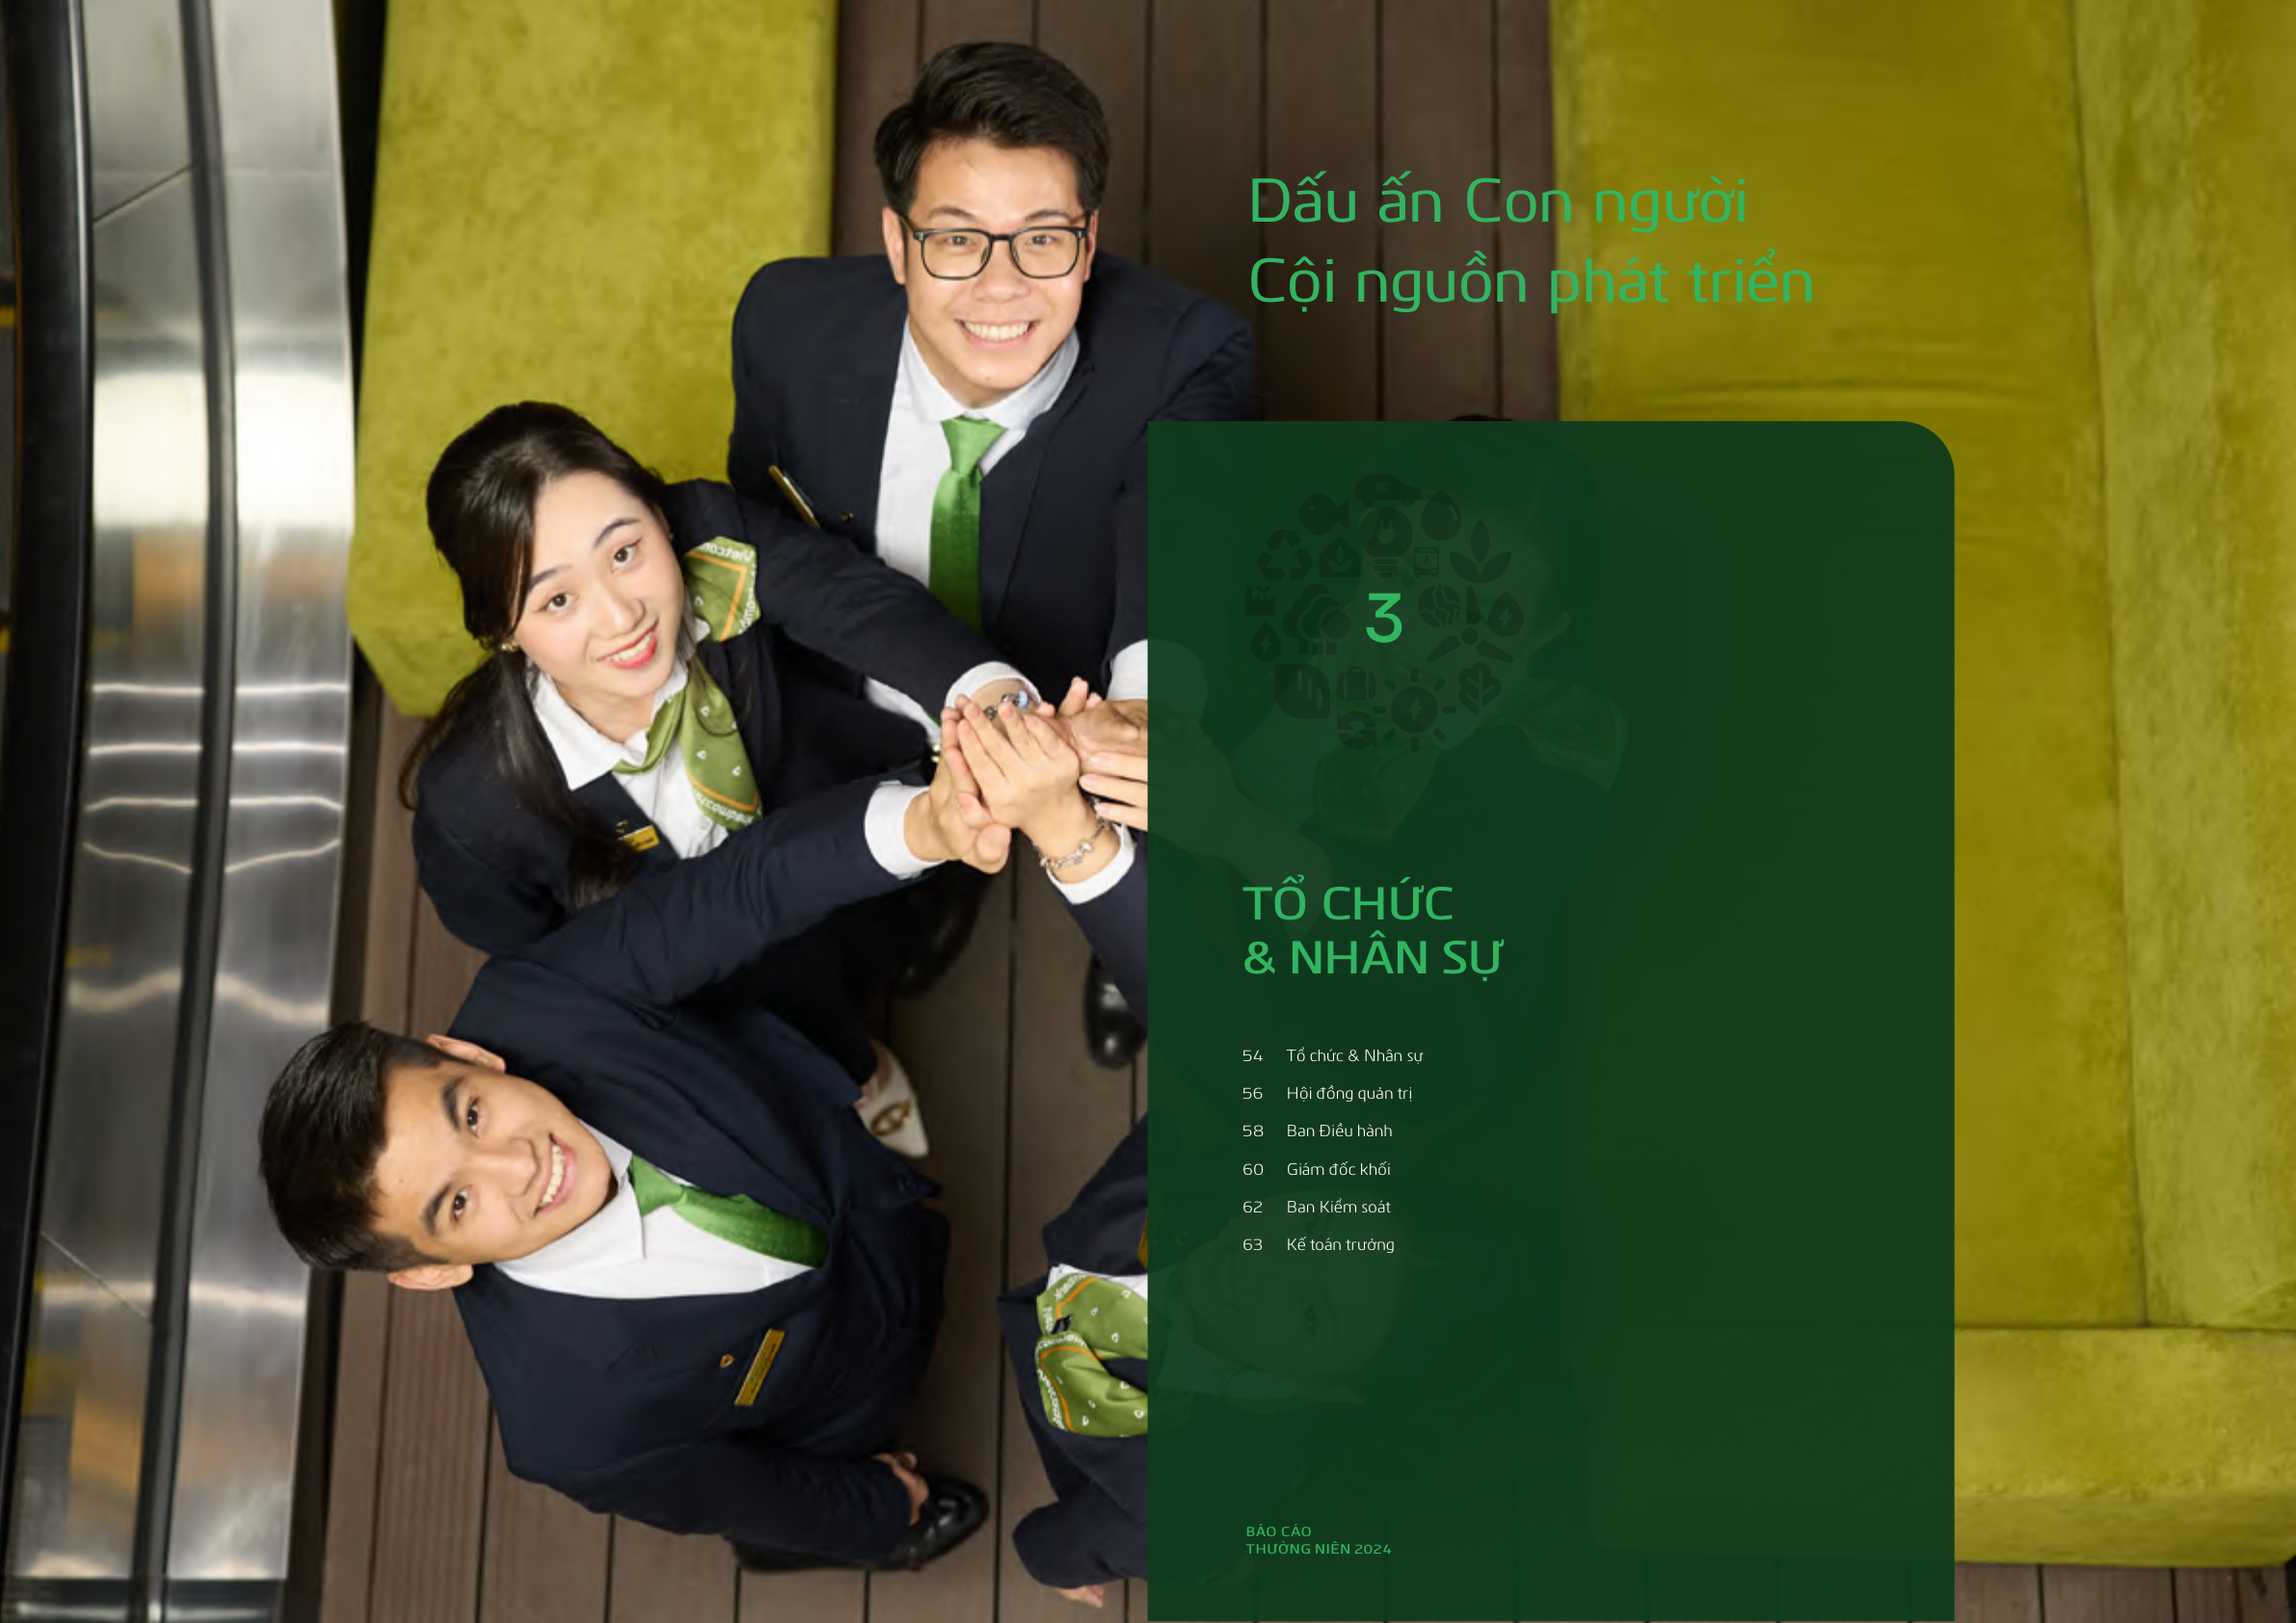 Dấu ấn Con người
Cội nguồn phát triển
3
TỔ CHỨC
& NHÂN SỰ
54 Tổ chức & Nhân sự
56 Hội đồng quản trị
58 Ban Điều hành
60 Giám đốc khối
62 Ban Kiểm soát
63 Kế toán trưởng
BÁO CÁO
THƯỜNG NIÊN 2024